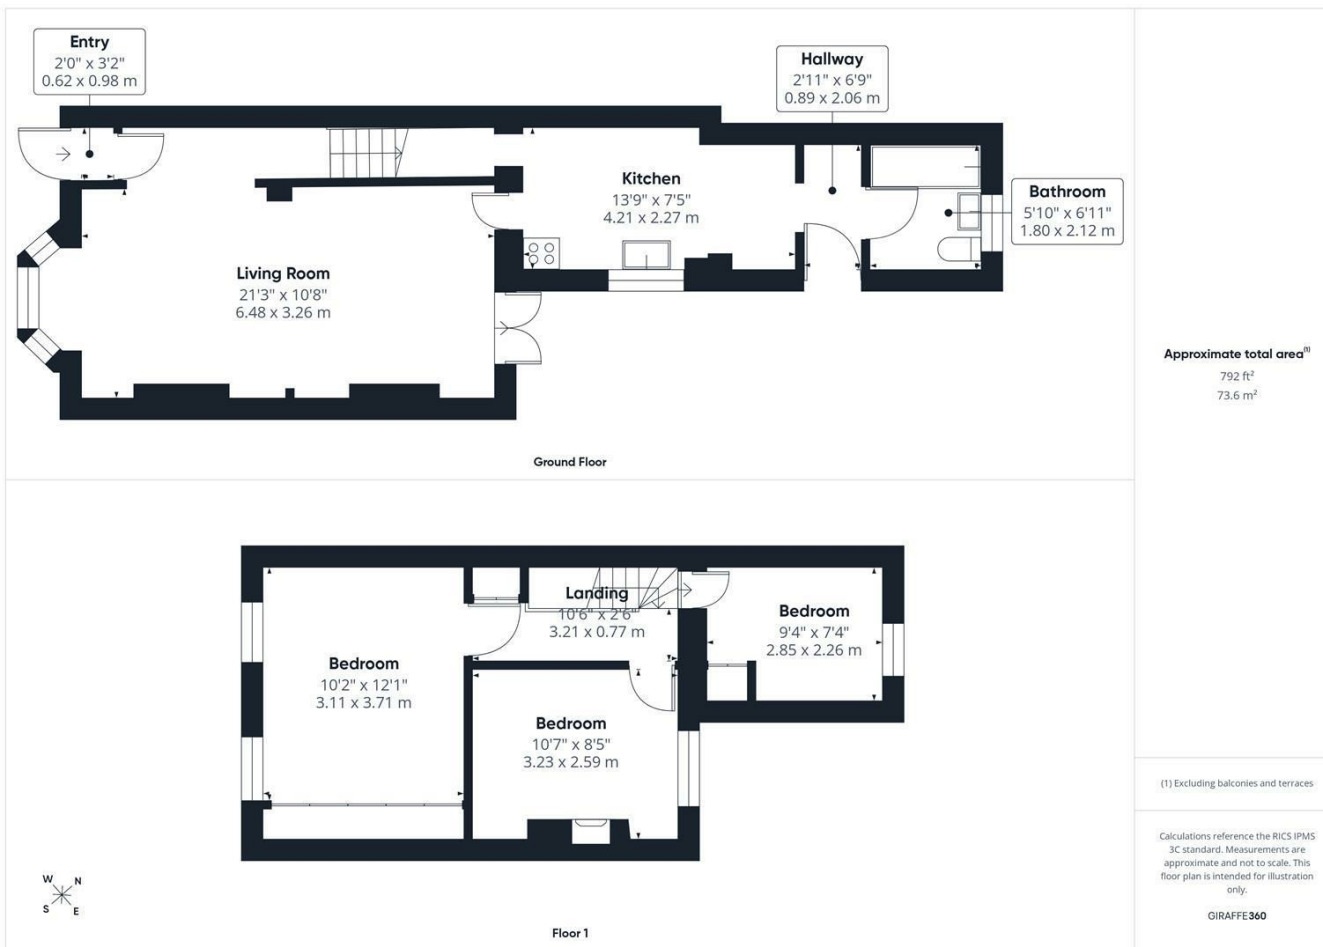 Entry
2'0" x 3'2"
0.62 x 0.98 m
Hallway
2'11" x 6'9"
0.89 x 2.06 m
Kitchen
13'9" x 7'5"
4.21 x 2.27 m
Bathroom
5'10" x 6'11"
1.80 x 2.12 m
Living Room
21'3" x 10'8"
6.48 x 3.26 m
Ground Floor
Approximate total area(1)
792 ft²
73.6 m²
Landing
10'6" x 2'6"
3.21 x 0.77 m
Bedroom
9'4" x 7'4"
2.85 x 2.26 m
Bedroom
10'2" x 12'1"
3.11 x 3.71 m
Bedroom
10'7" x 8'5"
3.23 x 2.59 m
W N
S E
Floor 1
(1) Excluding balconies and terraces
Calculations reference the RICS IPMS
3C standard. Measurements are
approximate and not to scale. This
floor plan is intended for illustration
only.
GIRAFFE360